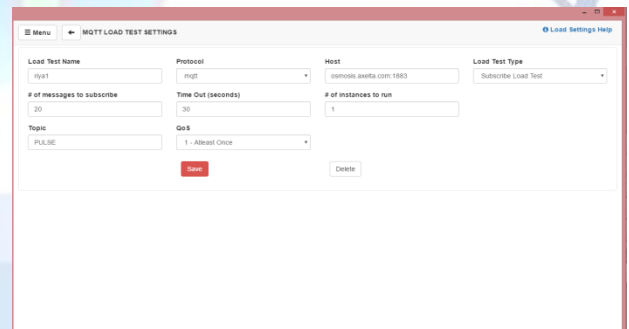 Menu MQTT LOAD TEST SETTINGS Load Settings Help
Load Test Name Protocol Host Load Test Type
riya1 mqtt osmosis.axelta.com:1883 Subscribe Load Test
# of messages to subscribe Time Out (seconds) # of instances to run
20 30 1
Topic QoS
PULSE 1 - Atleast Once
Save Delete